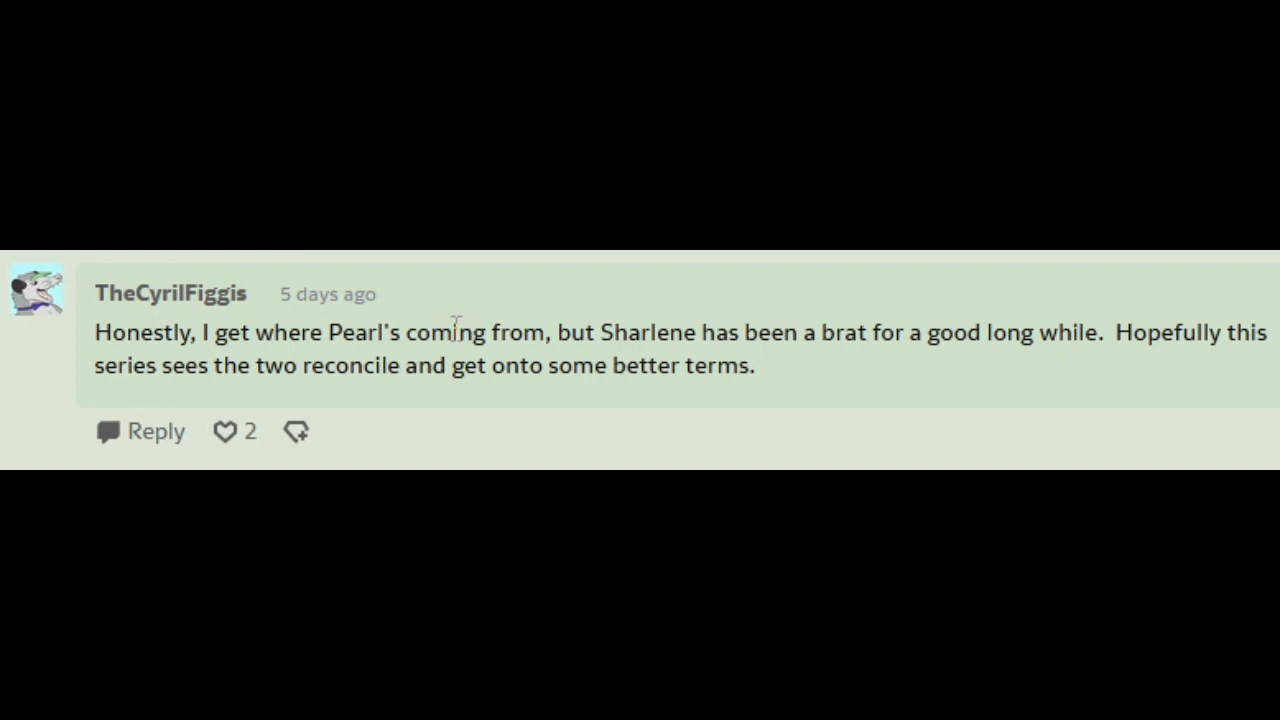 TheCyrilFiggis 5 days ago
Honestly, I get where Pearl's coming from, but Sharlene has been a brat for a good long while.  Hopefully this
series sees the two reconcile and get onto some better terms.
Reply 2